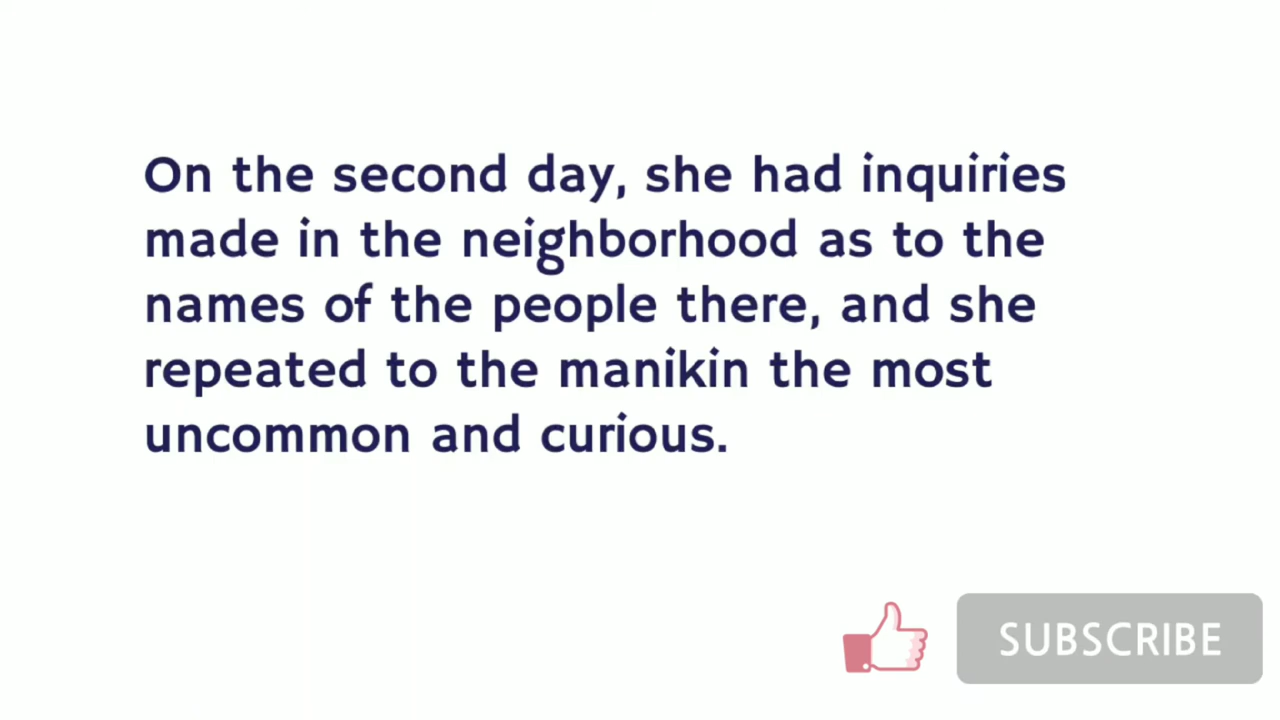 On the second day, she had inquiries
made in the neighborhood as to the
names of the people there, and she
repeated to the manikin the most
uncommon and curious.
SUBSCRIBE